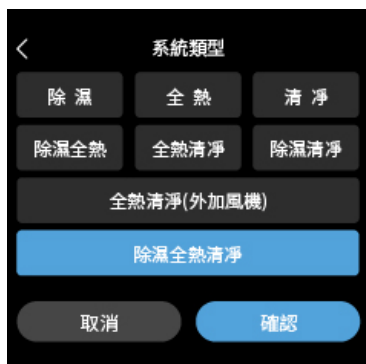 系統類型
除濕 全熱 清淨
除濕全熱 全熱清淨 除濕清淨
全熱清淨(外加風機)
除濕全熱清淨
取消 確認